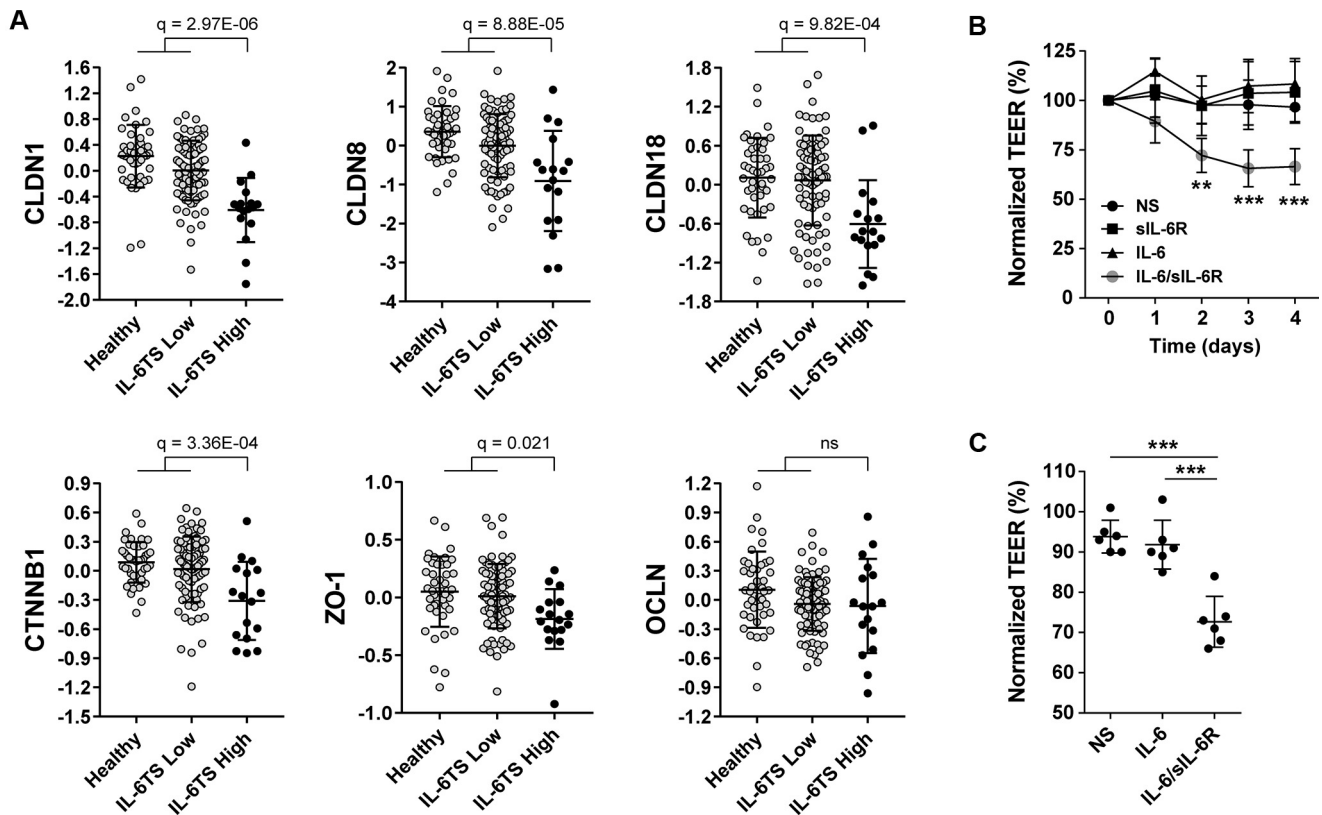 A
q = 2.97E-06
CLDN1
1.6
1.2
0.8
0.4
0.0
-0.4
-0.8
-1.2
-1.6
-2.0
Healthy
IL-6TS Low
IL-6TS High
q = 8.88E-05
CLDN8
2
1
0
-1
-2
-3
-4
Healthy
IL-6TS Low
IL-6TS High
q = 9.82E-04
CLDN18
1.8
1.2
0.6
0.0
-0.6
-1.2
-1.8
Healthy
IL-6TS Low
IL-6TS High
B
Normalized TEER (%)
125
100
75
50
25
0
NS
sIL-6R
IL-6
IL-6/sIL-6R
**
***
***
0 1 2 3 4
Time (days)
q = 3.36E-04
CTNNB1
0.9
0.6
0.3
0.0
-0.3
-0.6
-0.9
-1.2
-1.5
Healthy
IL-6TS Low
IL-6TS High
q = 0.021
ZO-1
1.0
0.5
0.0
-0.5
-1.0
Healthy
IL-6TS Low
IL-6TS High
ns
OCLN
1.2
0.9
0.6
0.3
0.0
-0.3
-0.6
-0.9
-1.2
Healthy
IL-6TS Low
IL-6TS High
C
***
***
Normalized TEER (%)
110
100
90
80
70
60
50
NS
IL-6
IL-6/sIL-6R